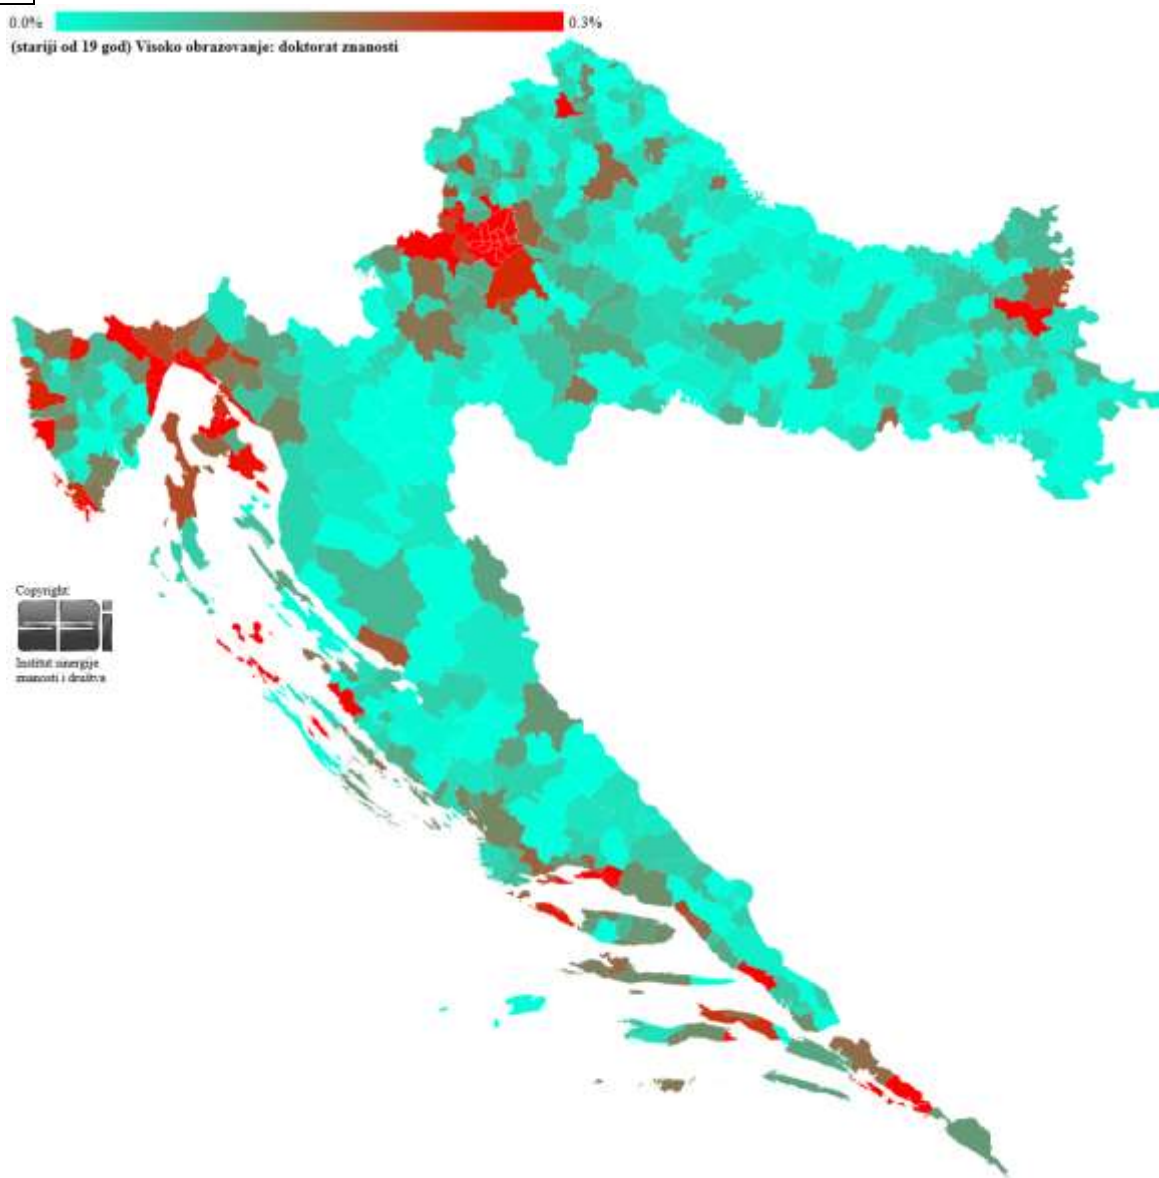 0.0% 0.3%
(stariji od 19 god) Visoko obrazovanje: doktorat znanosti
Copyright:
Institut sinergije
znanosti i društva